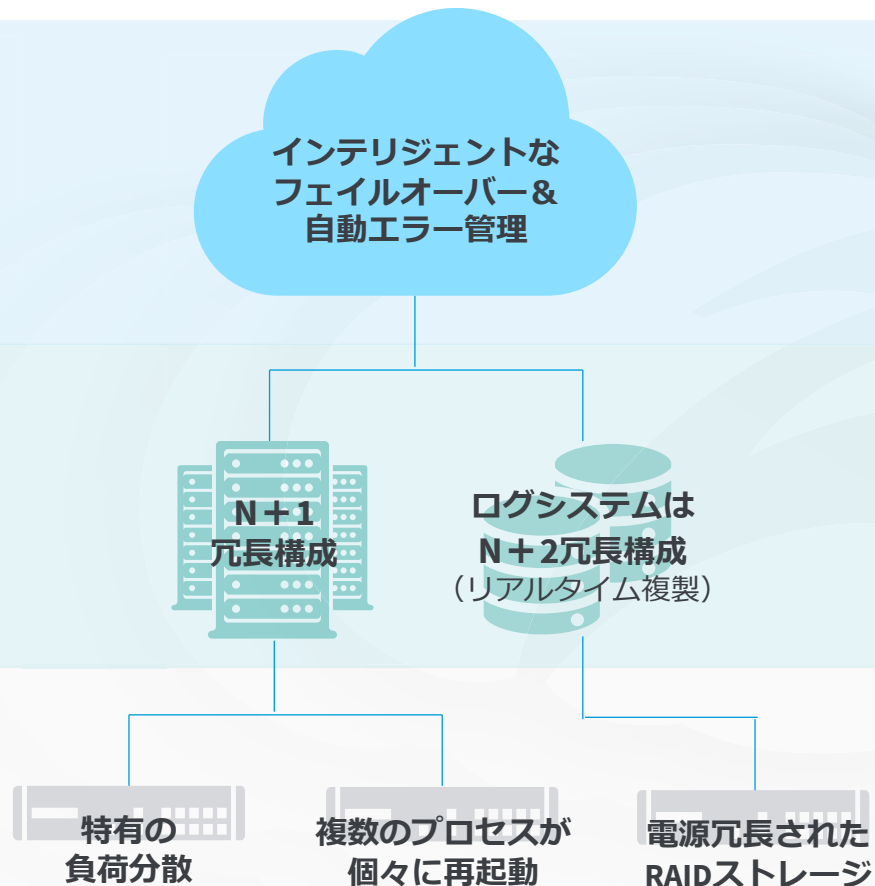 インテリジェントな
フェイルオーバー＆
自動エラー管理
N＋1
冗長構成
ログシステムは
N＋2冗長構成
（リアルタイム複製）
特有の
負荷分散
複数のプロセスが
個々に再起動
電源冗長された
RAIDストレージ